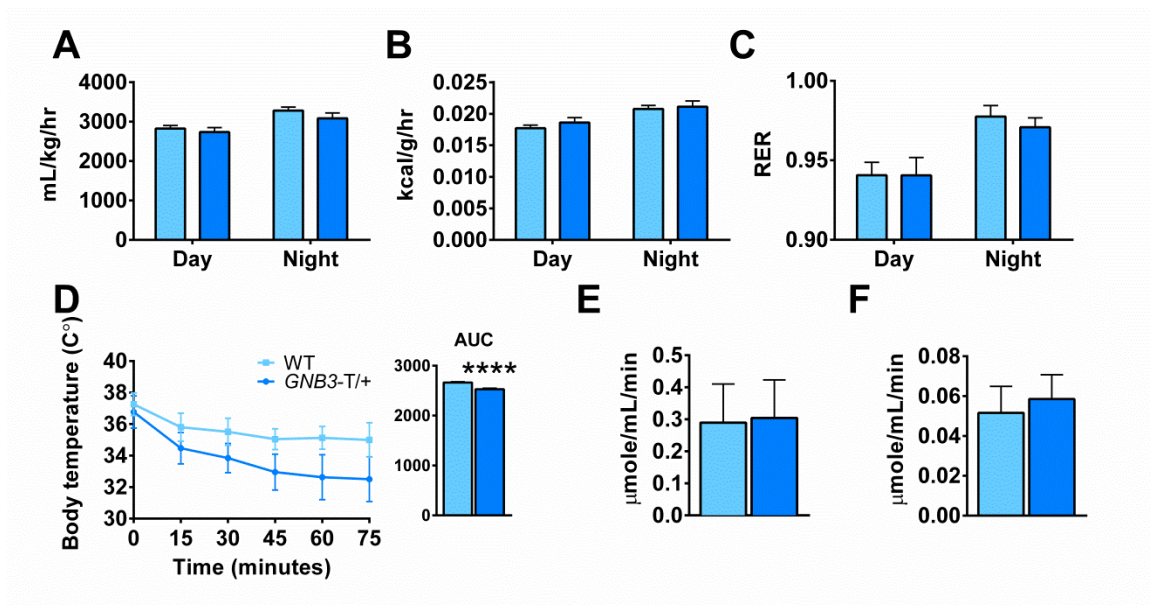 A
mL/kg/hr
4000
3000
2000
1000
0
Day
Night
B
kcal/g/hr
0.025
0.020
0.015
0.010
0.005
0.000
Day
Night
C
RER
1.00
0.95
0.90
Day
Night
D
Body temperature (C°)
40
38
36
34
32
30
0
15
30
45
60
75
Time (minutes)
WT
GNB3-T/+
AUC
3000
2000
1000
0
****
E
μmole/mL/min
0.5
0.4
0.3
0.2
0.1
0.0
F
μmole/mL/min
0.08
0.06
0.04
0.02
0.00